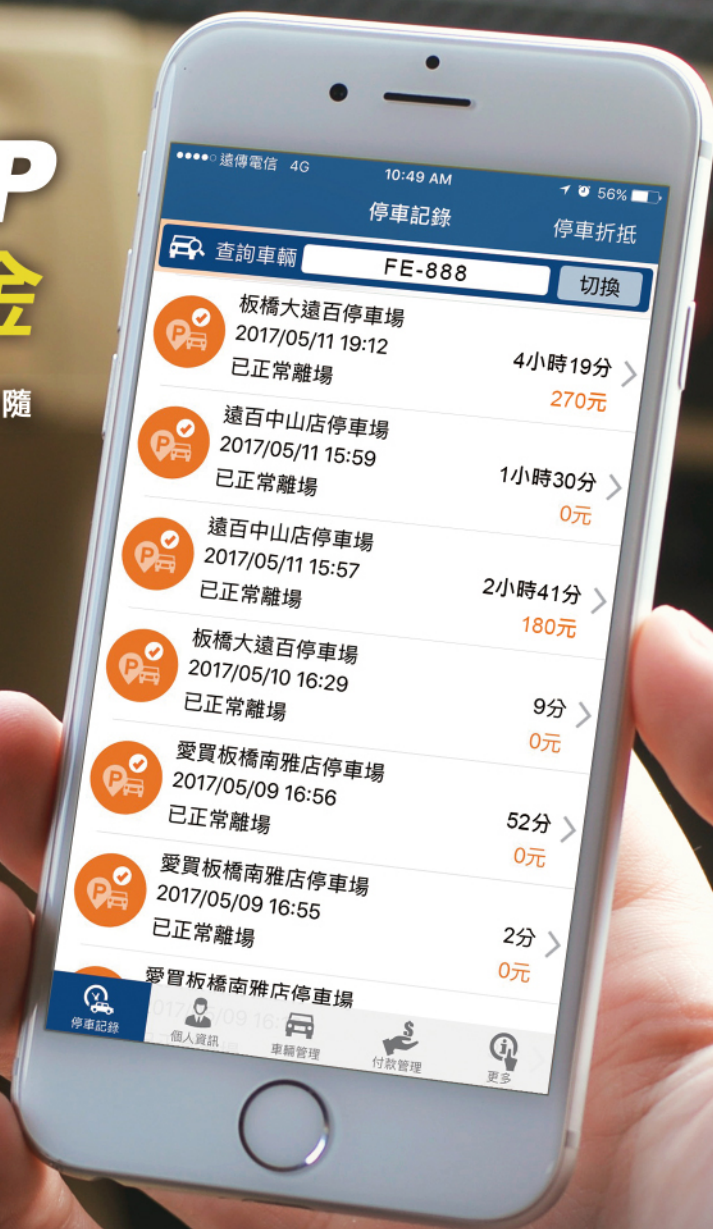 P
金
隨
遠傳電信 4G
10:49 AM
56%
停車記錄
停車折抵
查詢車輛
FE-888
切換
板橋大遠百停車場
2017/05/11 19:12
4小時19分
已正常離場
270元
遠百中山店停車場
2017/05/11 15:59
1小時30分
已正常離場
0元
遠百中山店停車場
2017/05/11 15:57
2小時41分
已正常離場
180元
板橋大遠百停車場
2017/05/10 16:29
9分
已正常離場
0元
愛買板橋南雅店停車場
2017/05/09 16:56
52分
已正常離場
0元
愛買板橋南雅店停車場
2017/05/09 16:55
2分
已正常離場
0元
愛買板橋南雅店停車場
停車記錄
個人資訊
車輛管理
付款管理
更多